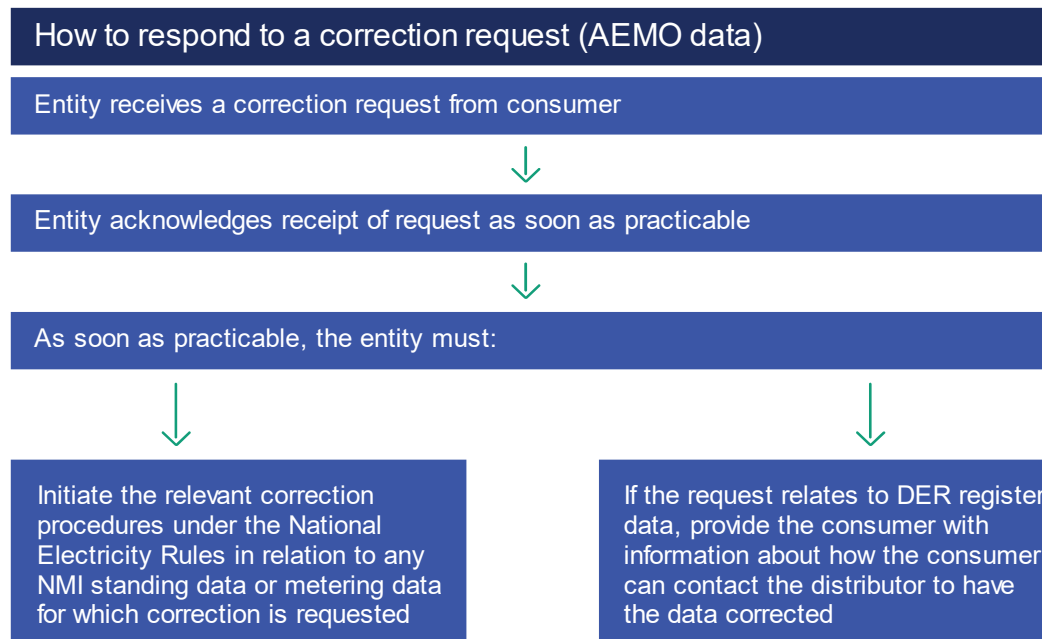 How to respond to a correction request (AEMO data)
Entity receives a correction request from consumer
Entity acknowledges receipt of request as soon as practicable
As soon as practicable, the entity must:
Initiate the relevant correction
procedures under the National
Electricity Rules in relation to any
NMI standing data or metering data
for which correction is requested
If the request relates to DER register
data, provide the consumer with
information about how the consumer
can contact the distributor to have
the data corrected